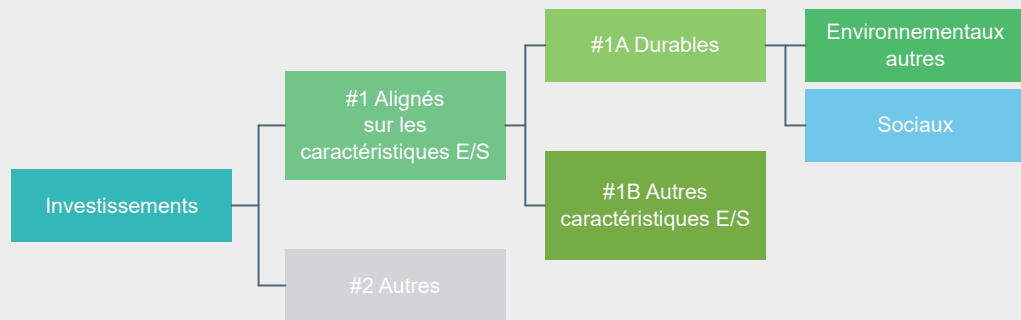 Investissements
#1 Alignés
sur les
caractéristiques E/S
#2 Autres
#1A Durables
#1B Autres
caractéristiques E/S
Environnementaux
autres
Sociaux